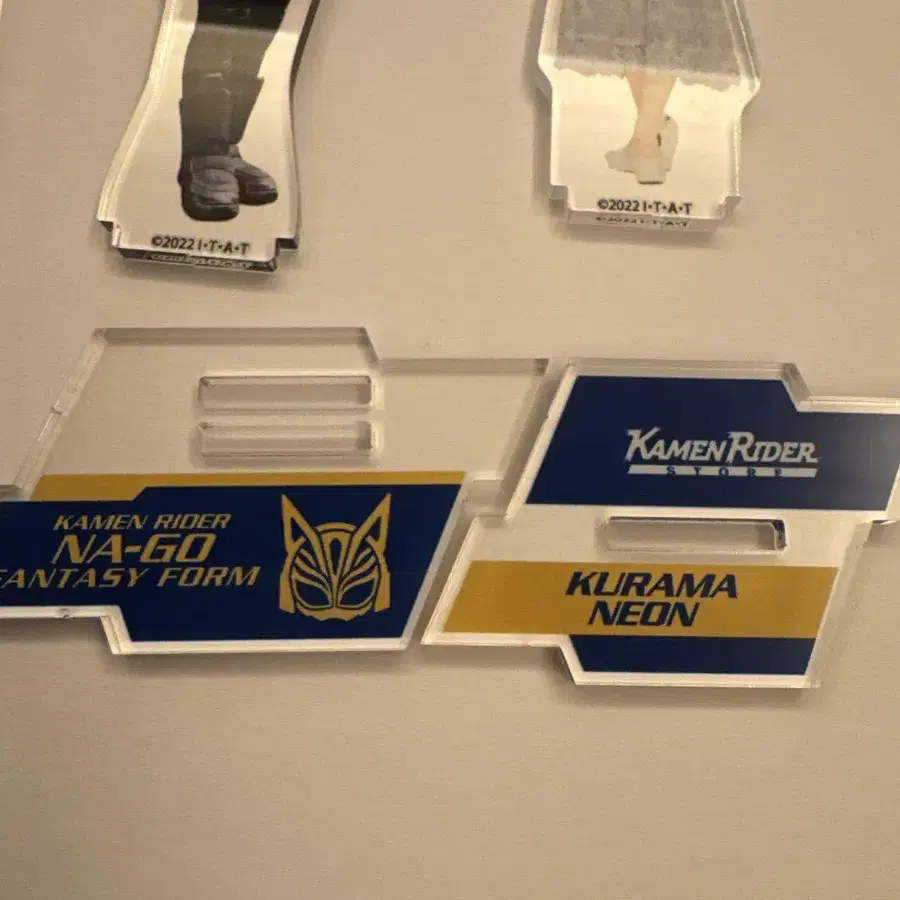 ©2022 I・T・A・T
©2022 I・T・A・T
KAMEN RIDER
STORE
KAMEN RIDER
NA-GO
FANTASY FORM
KURAMA
NEON